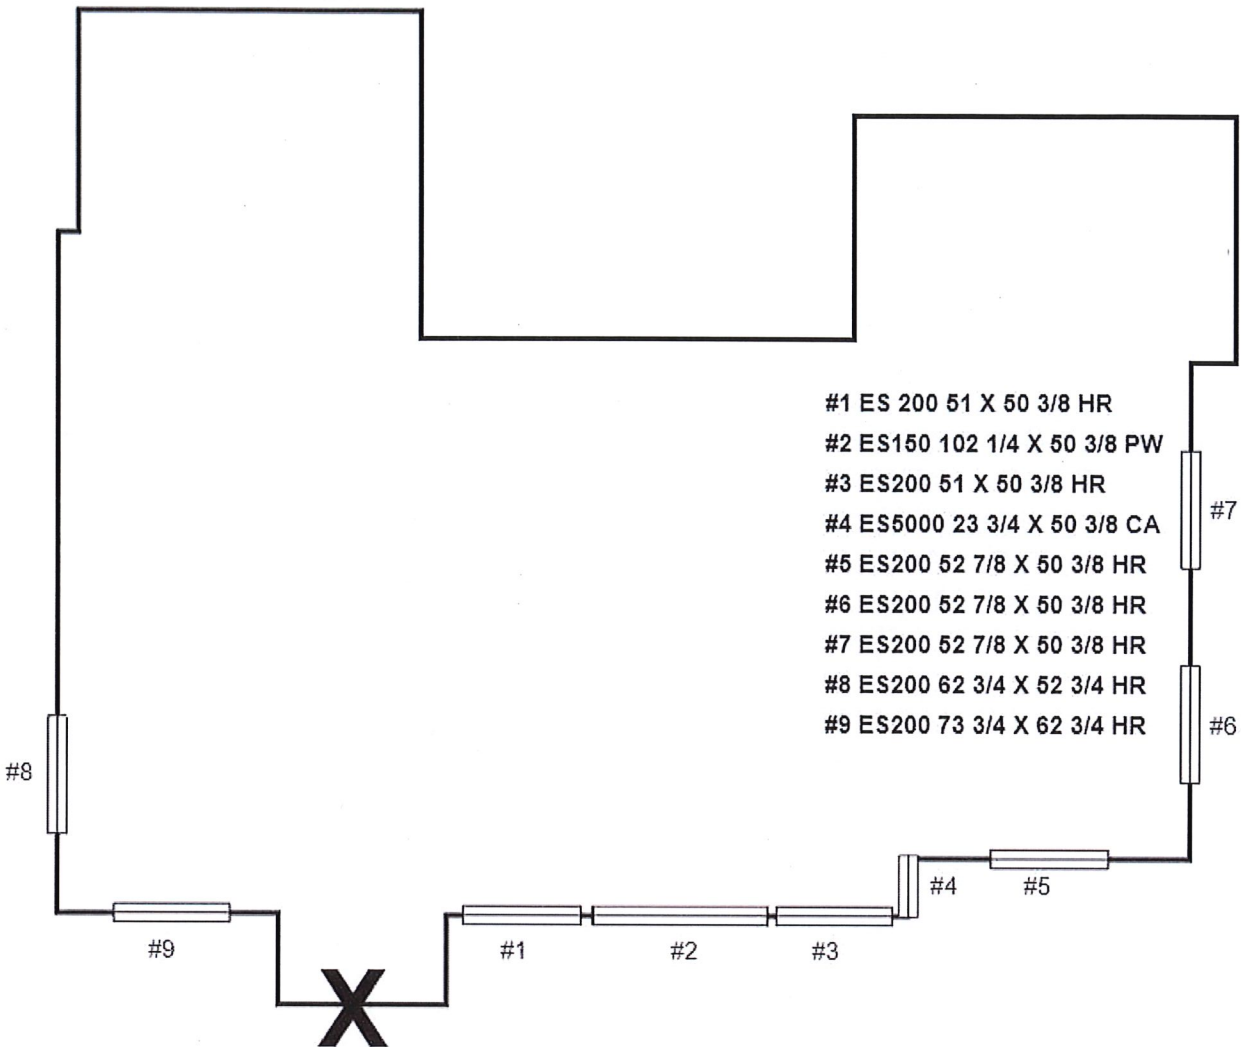 #1 ES 200 51 X 50 3/8 HR
#2 ES150 102 1/4 X 50 3/8 PW
#3 ES200 51 X 50 3/8 HR
#4 ES5000 23 3/4 X 50 3/8 CA
#5 ES200 52 7/8 X 50 3/8 HR
#6 ES200 52 7/8 X 50 3/8 HR
#7 ES200 52 7/8 X 50 3/8 HR
#8 ES200 62 3/4 X 52 3/4 HR
#9 ES200 73 3/4 X 62 3/4 HR
#7
#6
#8
#4
#5
#9
#1
#2
#3
X